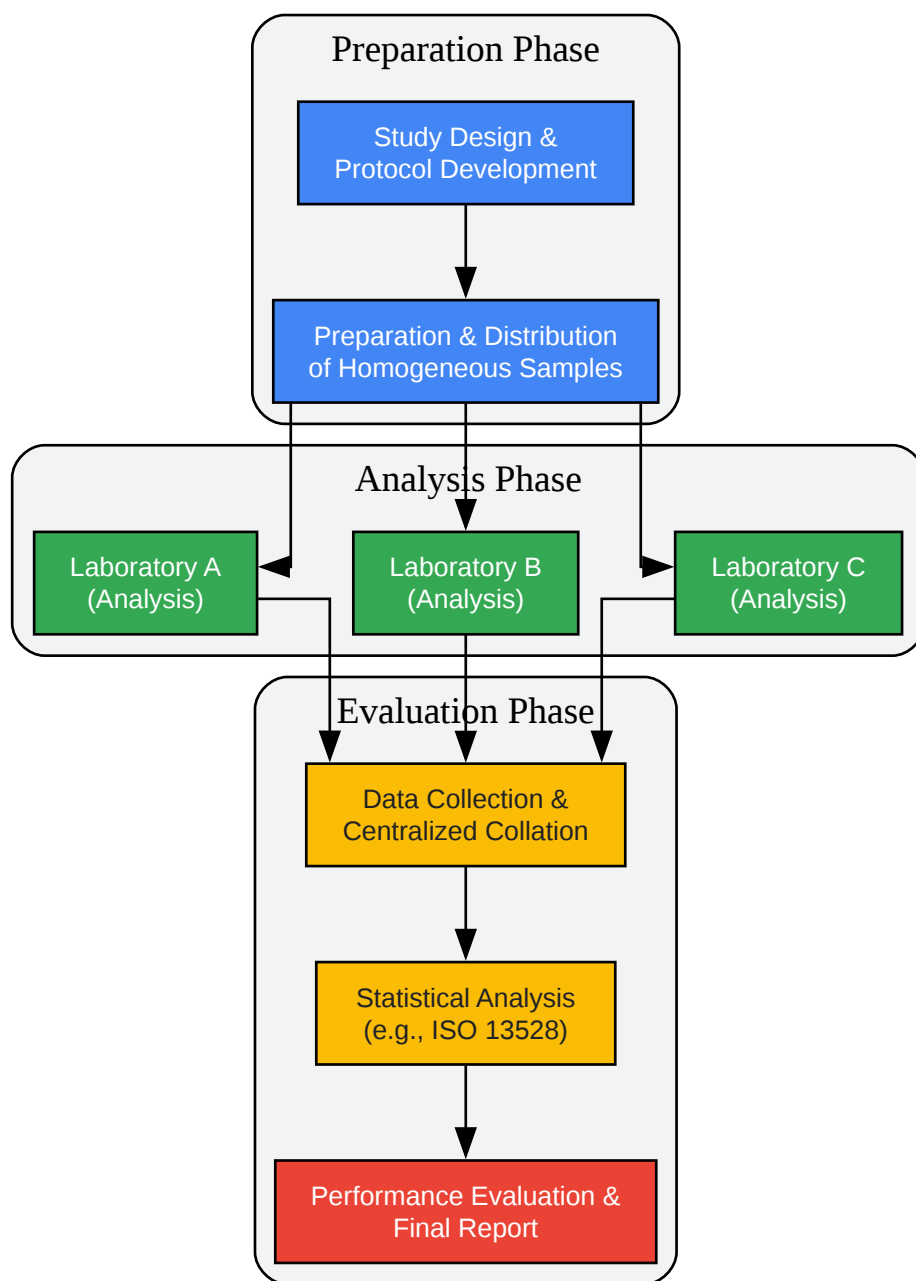 Preparation Phase
Study Design &
Protocol Development
Preparation & Distribution
of Homogeneous Samples
Analysis Phase
Laboratory A
(Analysis)
Laboratory B
(Analysis)
Laboratory C
(Analysis)
Evaluation Phase
Data Collection &
Centralized Collation
Statistical Analysis
(e.g., ISO 13528)
Performance Evaluation &
Final Report